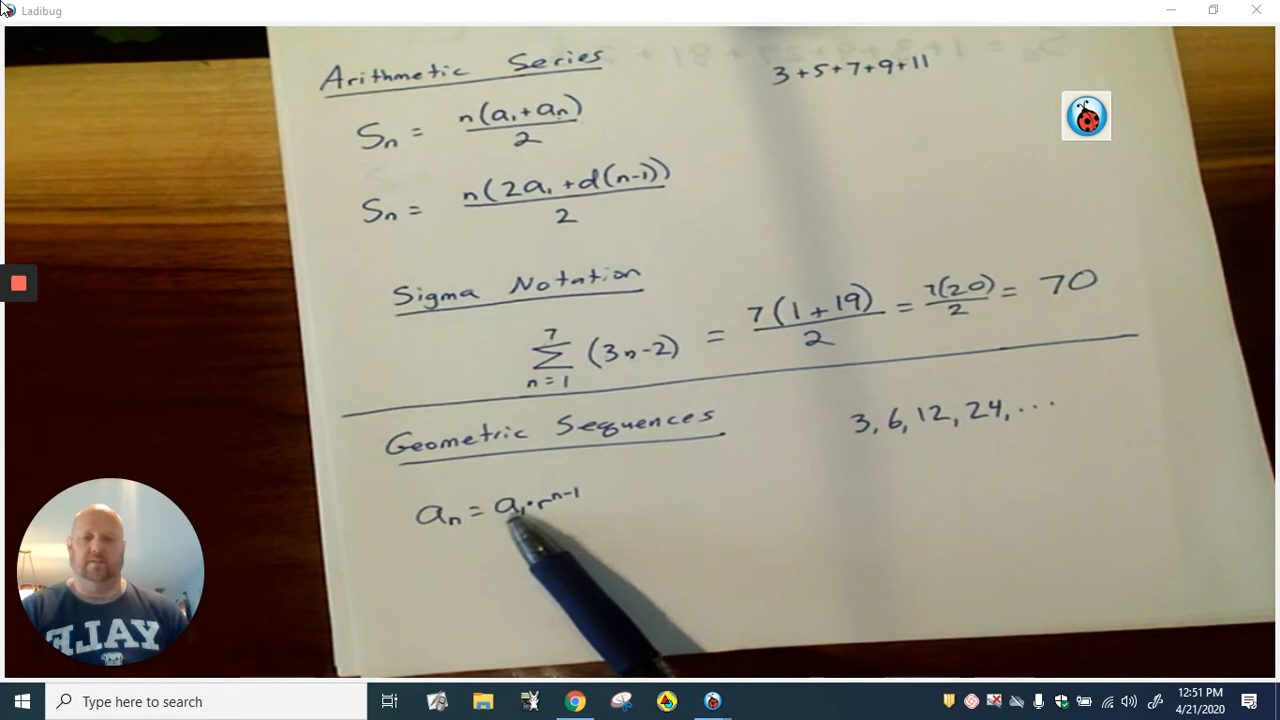 Ladibug
Arithmetic Series
3+5+7+9+11
Sn = n(a₁+an)/2
Sn = n(2a₁+d(n-1))/2
Sigma Notation
7
∑ (3n-2) = 7(1+19)/2 = 7(20)/2 = 70
n=1
Geometric Sequences
3, 6, 12, 24, ...
an = a₁·r^n-1
YALE
Type here to search
12:51 PM
4/21/2020